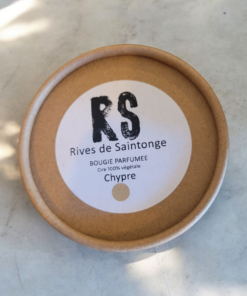 RS
Rives de Saintonge
BOUGIE PARFUMEE
Cire 100% végétale
Chypre